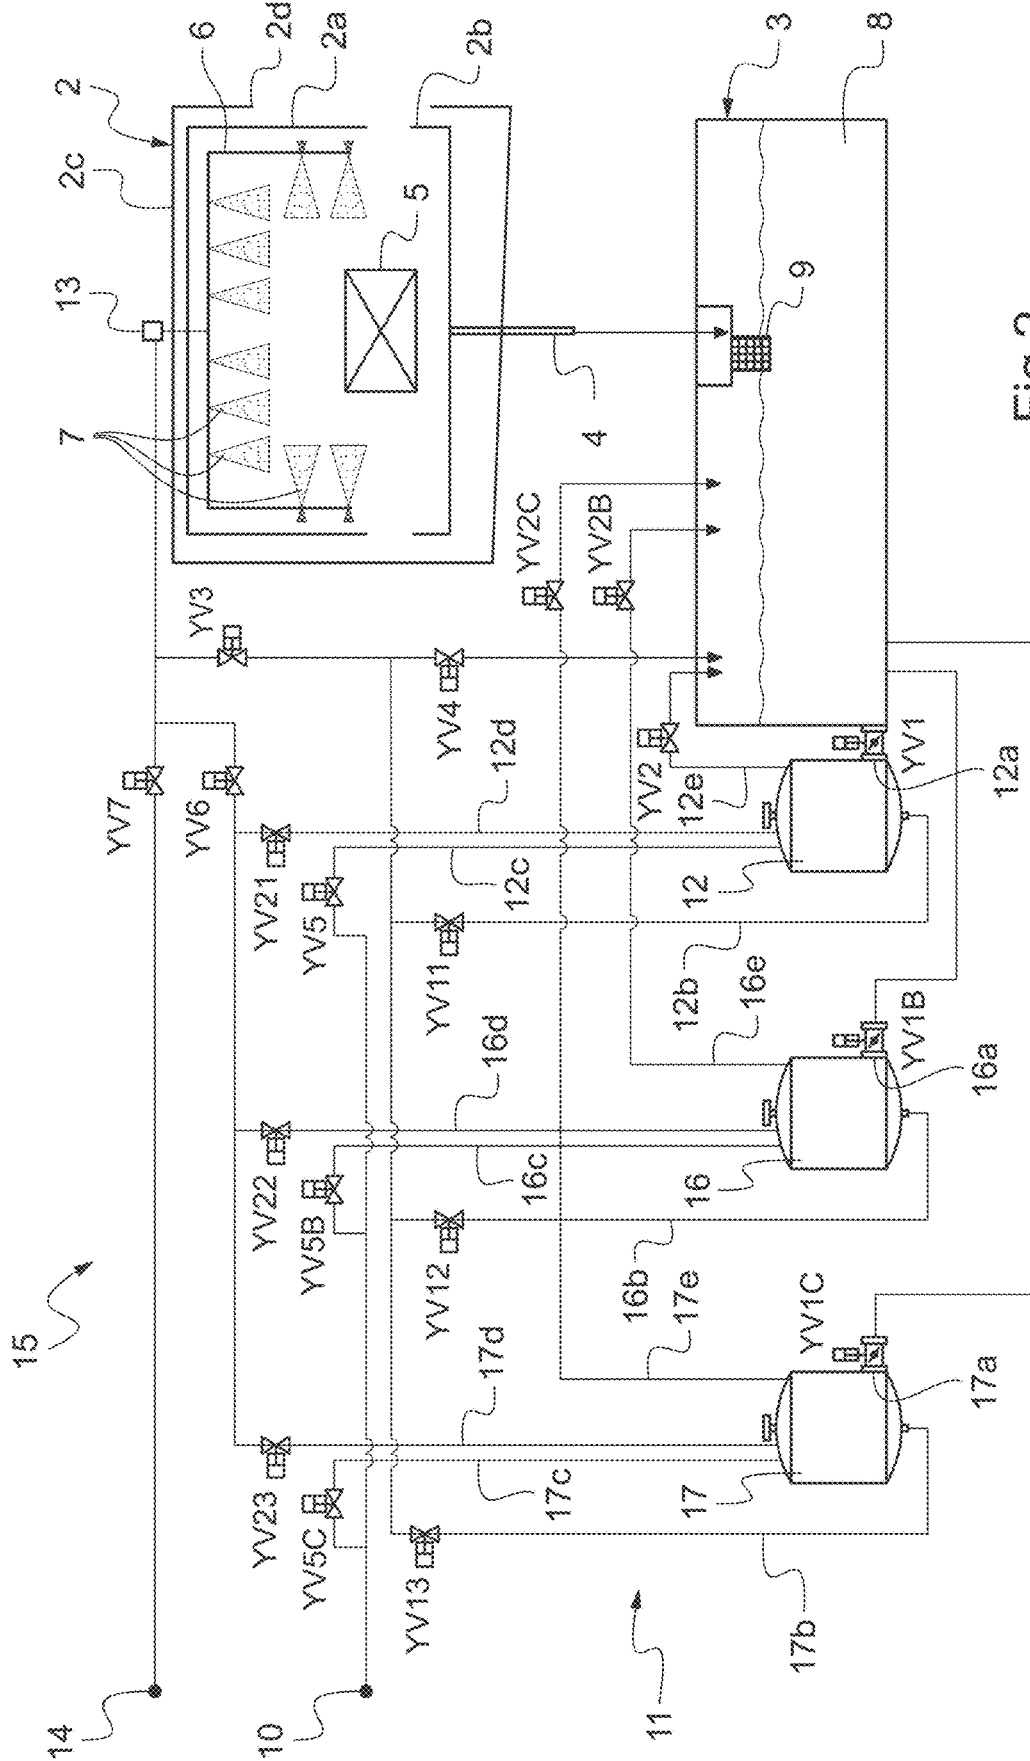 15
14 7 13 2c 2
YV7
YV6 YV3 6
10 YV23 YV22 YV21 2d
YV5C YV5B YV5 2a
YV13 YV12 YV11 YV4 5
17d 16d 12d 2b
17c 16c 12c YV2C
YV2B 4
11 16b YV2
17 17e 16 12b 12 12e
16e
17b YV1C 9 3
8
YV1B YV1
17a 16a 12a
Fig.